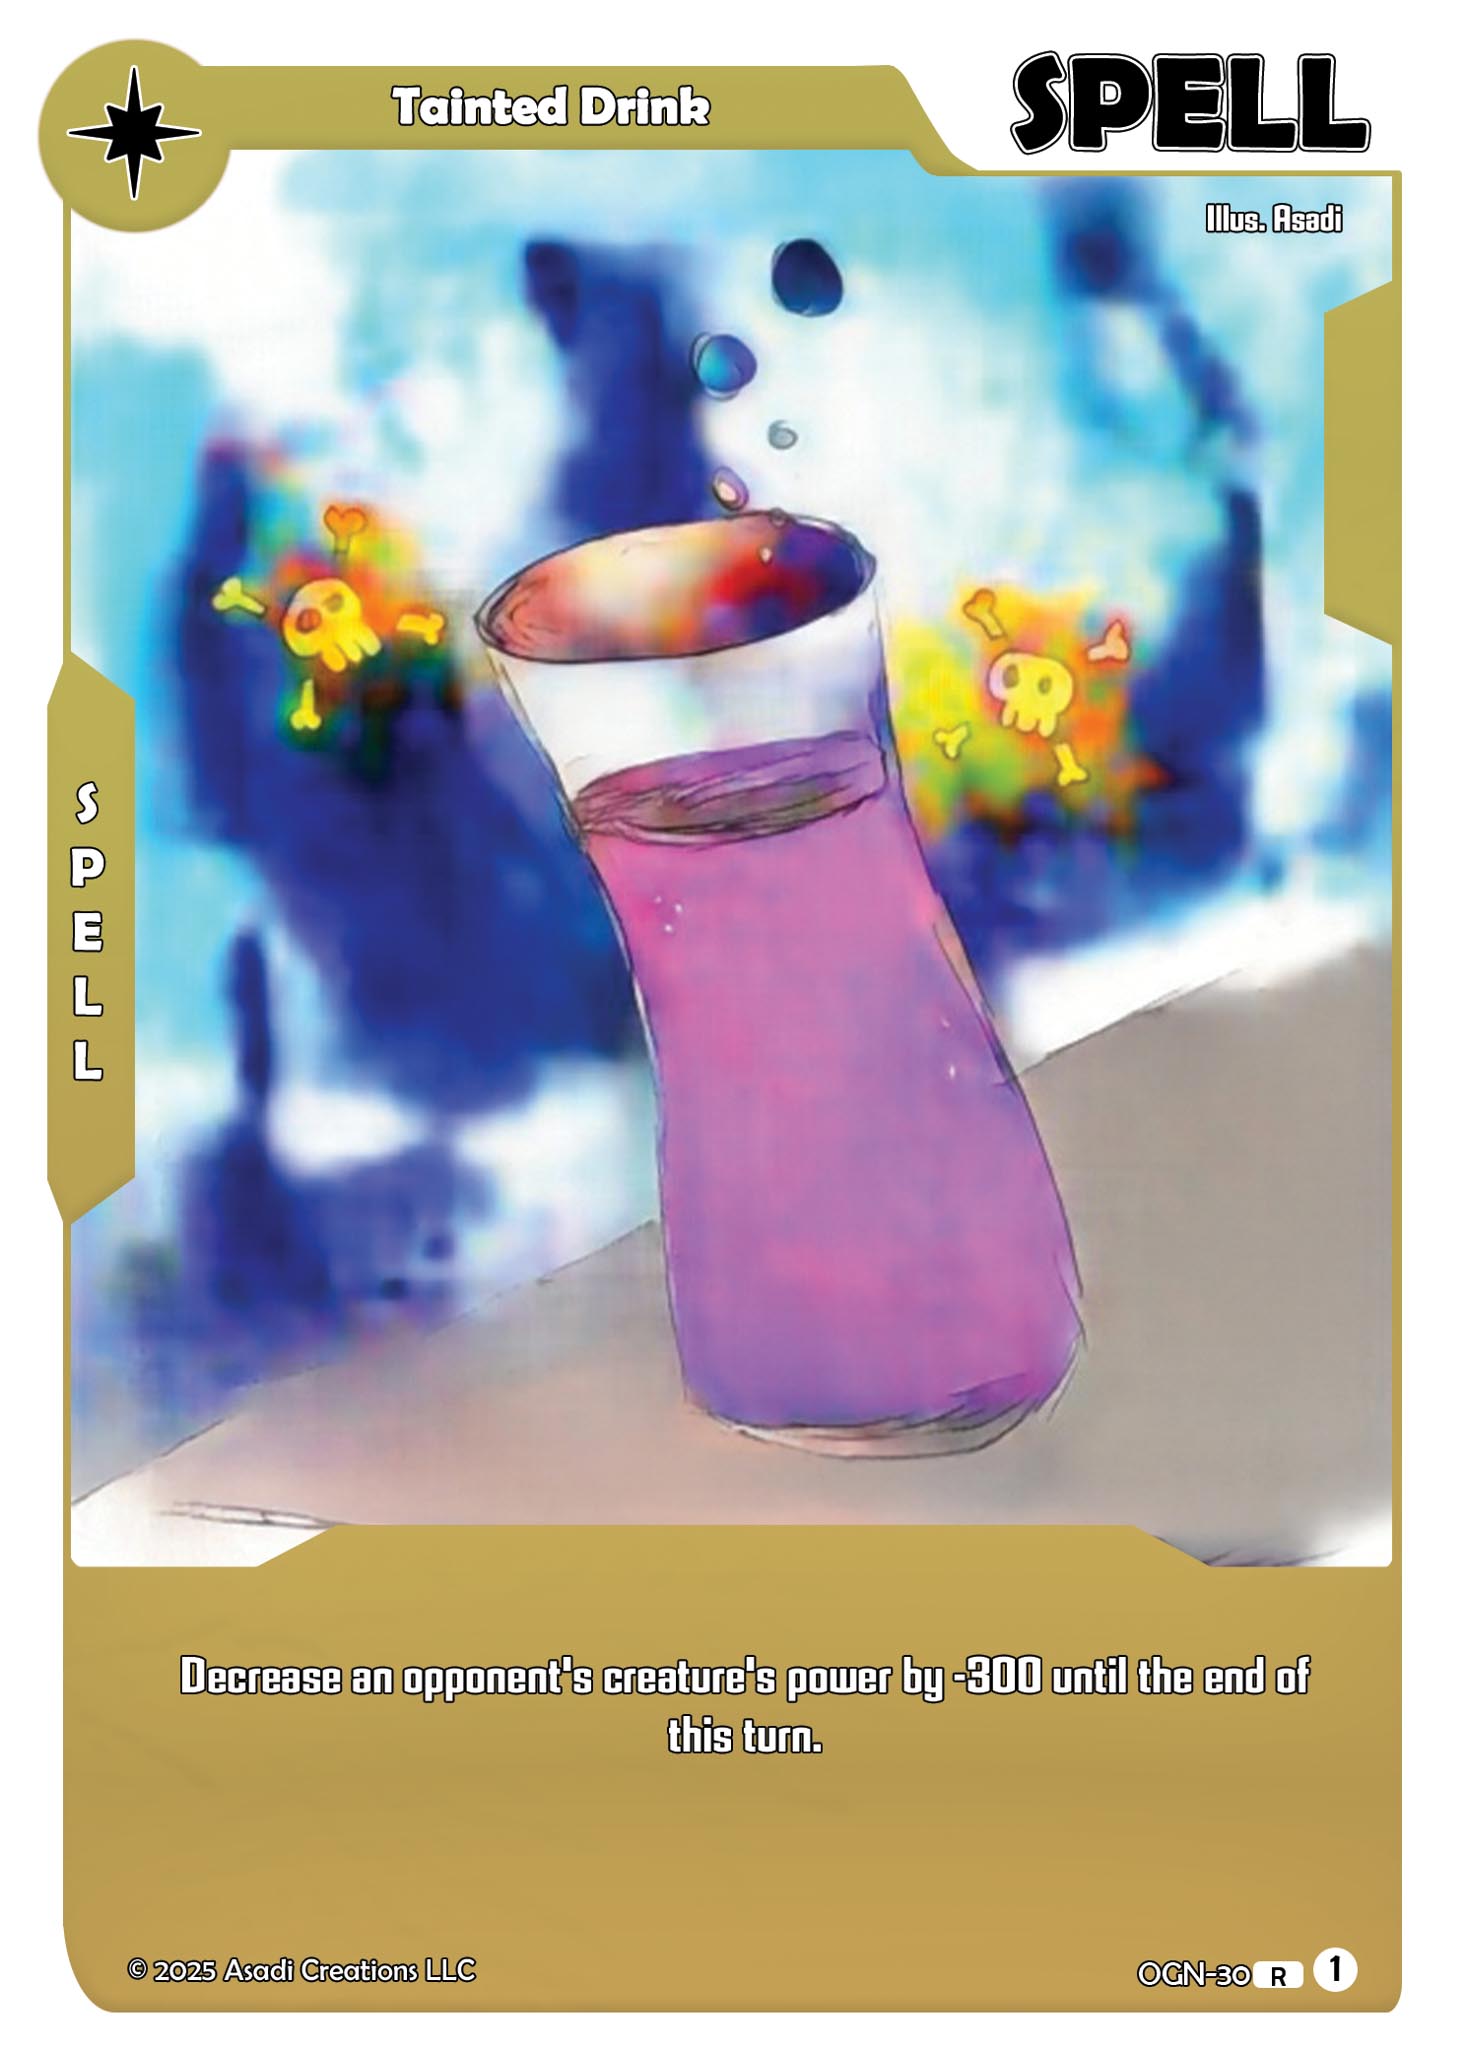 Tainted Drink
SPELL
Illus. Asadi
SPELL
Decrease an opponent's creature's power by -300 until the end of
this turn.
© 2025 Asadi Creations LLC
OGN-30 R 1